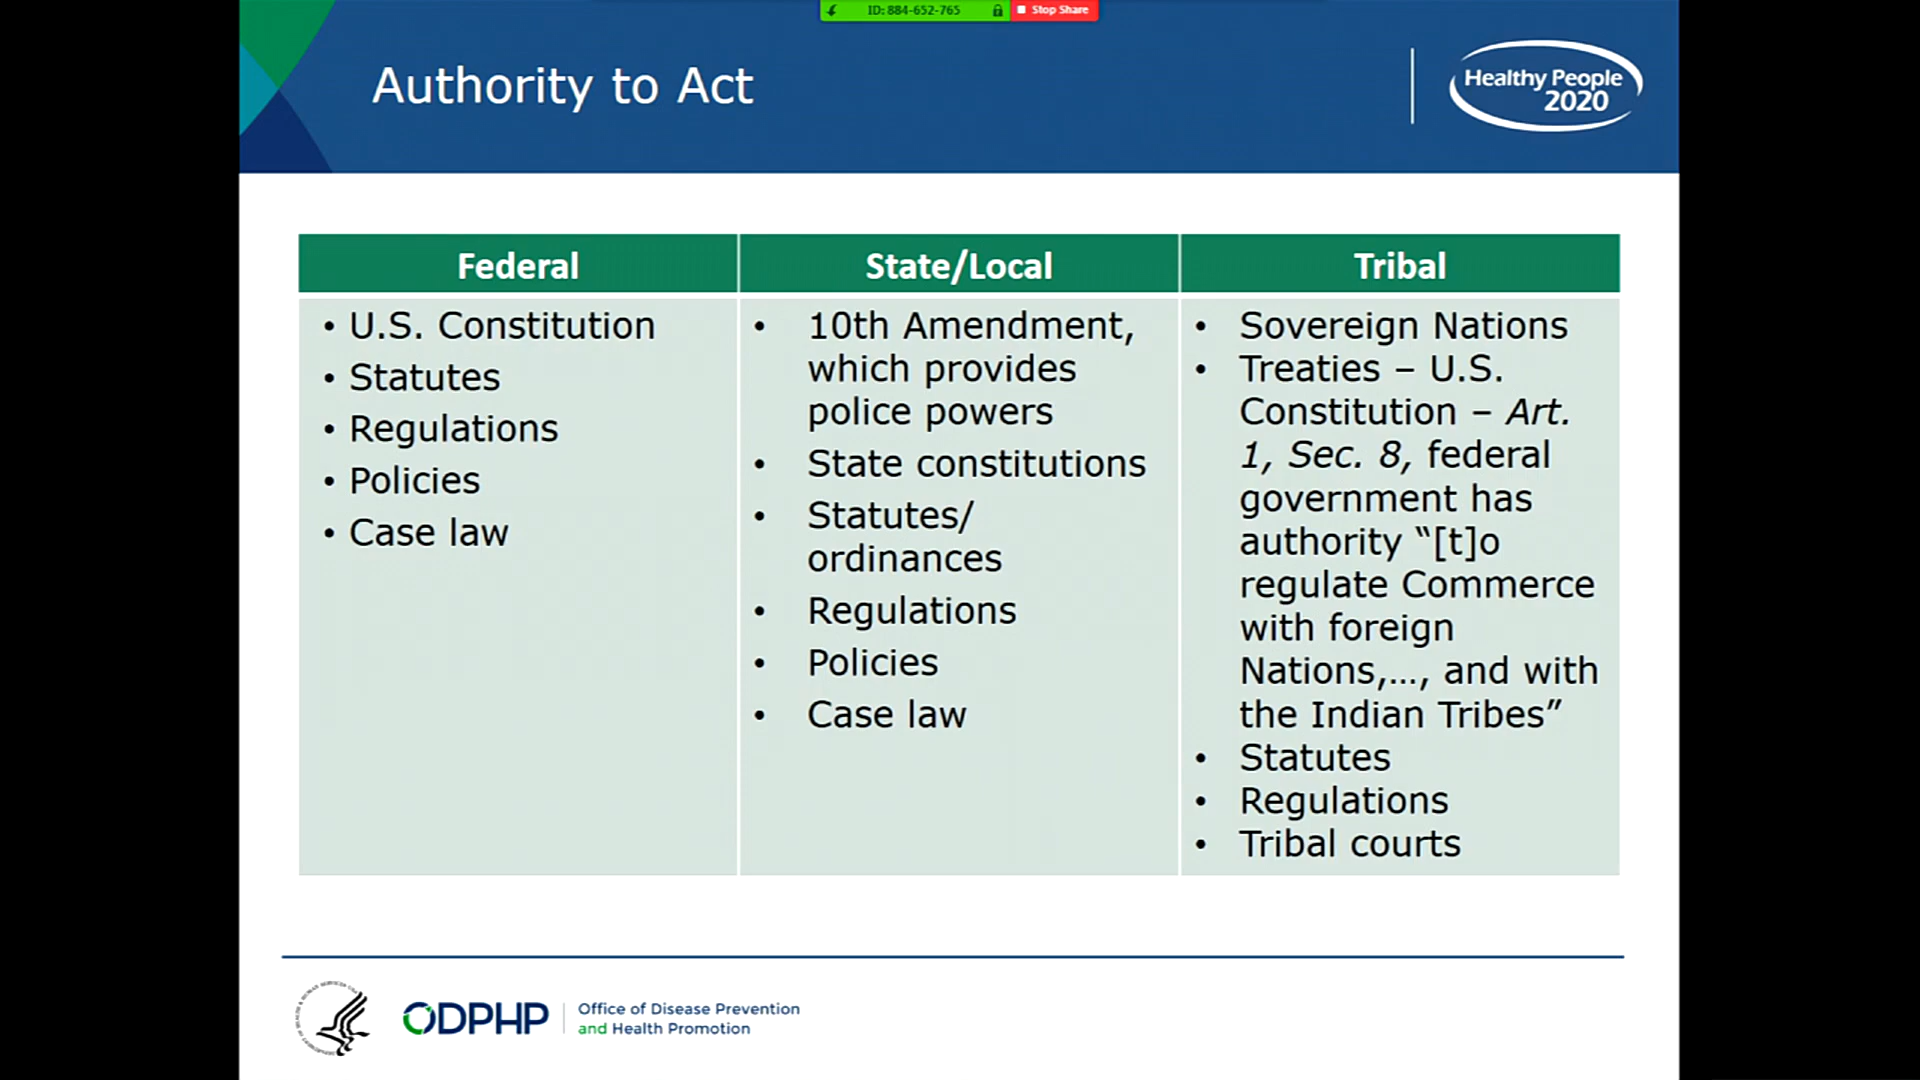 ID: 884-652-765
Stop Share
Authority to Act
Healthy People
2020
Federal
State/Local
Tribal
• U.S. Constitution
• Statutes
• Regulations
• Policies
• Case law
• 10th Amendment,
which provides
police powers
• State constitutions
• Statutes/
ordinances
• Regulations
• Policies
• Case law
• Sovereign Nations
• Treaties – U.S.
Constitution – Art.
1, Sec. 8, federal
government has
authority “[t]o
regulate Commerce
with foreign
Nations,…, and with
the Indian Tribes”
• Statutes
• Regulations
• Tribal courts
ODPHP
Office of Disease Prevention
and Health Promotion